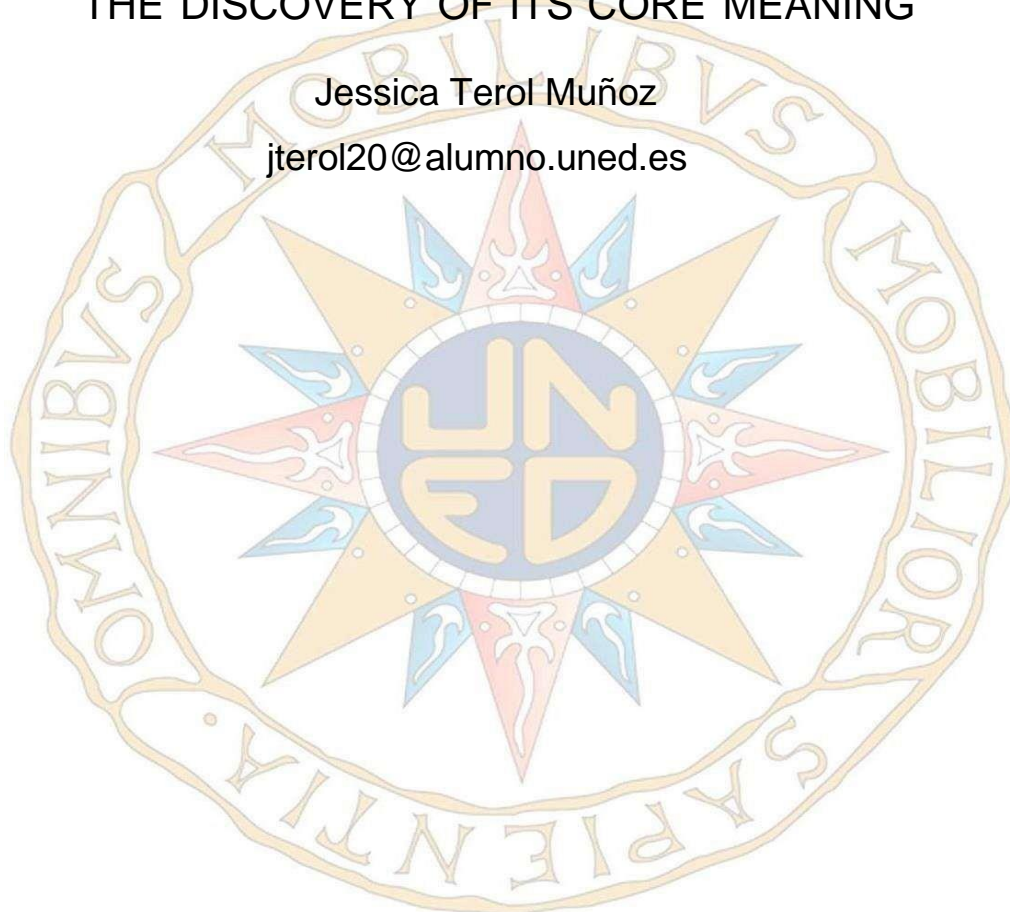 THE DISCOVERY OF ITS CORE MEANING
Jessica Terol Muñoz
jterol20@alumno.uned.es
OMNIBVS MOBILIBVS MOBILIOR SAPIENTIA
UNED